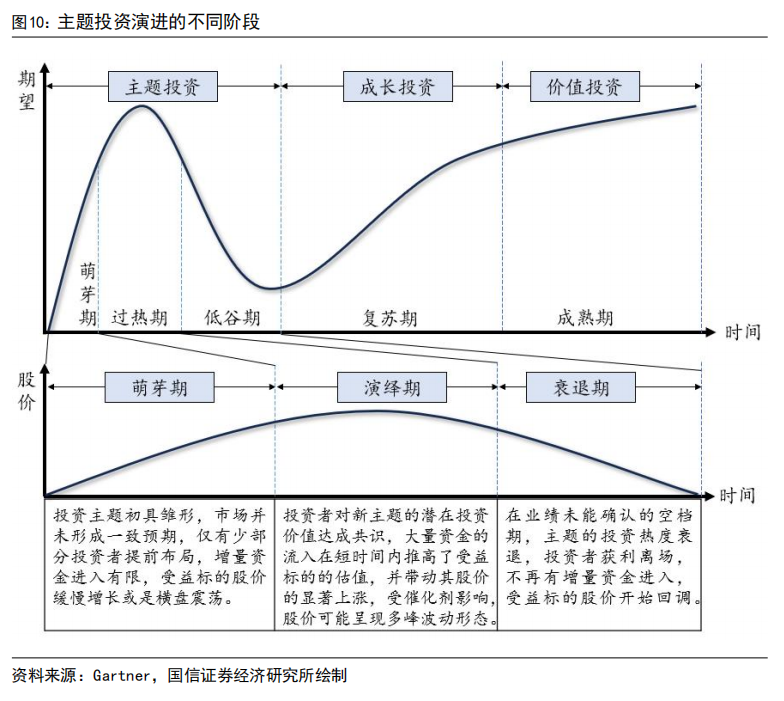 图10：主题投资演进的不同阶段
期望
主题投资
成长投资
价值投资
萌芽期
过热期
低谷期
复苏期
成熟期
时间
股价
萌芽期
演绎期
衰退期
时间
投资主题初具雏形，市场并
未形成一致预期，仅有少部
分投资者提前布局，增量资
金进入有限，受益标的股价
缓慢增长或是横盘震荡。
投资者对新主题的潜在投资
价值达成共识，大量资金的
流入在短时间内推高了受益
标的的估值，并带动其股价
的显著上涨，受催化剂影响，
股价可能呈现多峰波动形态。
在业绩未能确认的空档
期，主题的投资热度衰
退，投资者获利离场，
不再有增量资金进入，
受益标的股价开始回调。
资料来源：Gartner，国信证券经济研究所绘制